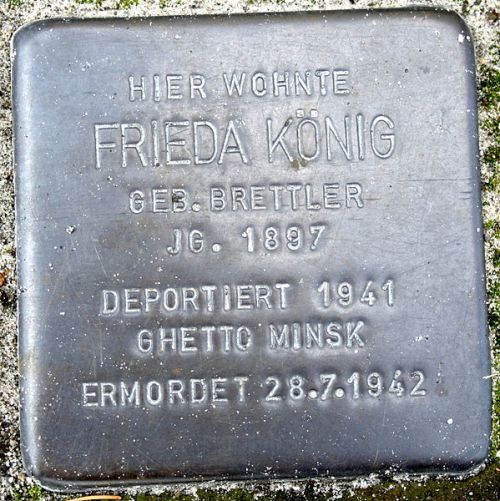 HIER WOHNTE
FRIEDA KÖNIG
GEB. BRETTLER
JG. 1897
DEPORTIERT 1941
GHETTO MINSK
ERMORDET 28.7.1942